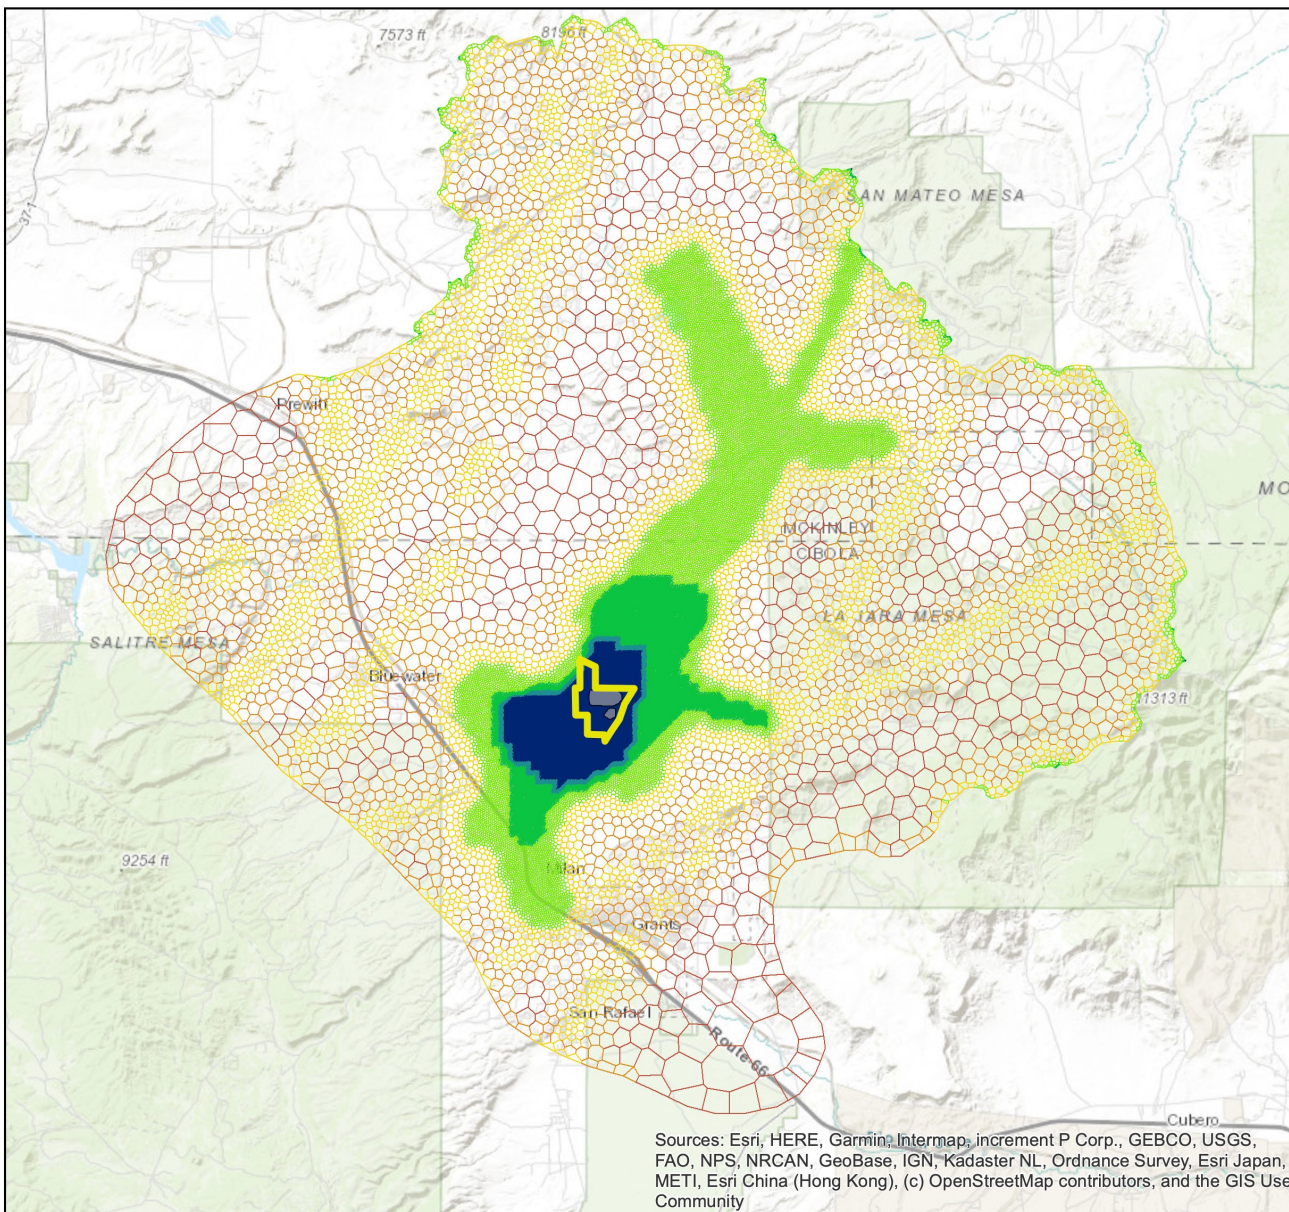 7573 ft
8196 ft
37-1
SAN MATEO MESA
Prewitt
MO
MCKINLEY
CIBOLA
LA JARA MESA
SALITRE MESA
Bluewater
11313 ft
9254 ft
Milan
Grants
San Rafael
Route 66
Cubero
Sources: Esri, HERE, Garmin, Intermap, increment P Corp., GEBCO, USGS,
FAO, NPS, NRCAN, GeoBase, IGN, Kadaster NL, Ordnance Survey, Esri Japan,
METI, Esri China (Hong Kong), (c) OpenStreetMap contributors, and the GIS Use
Community